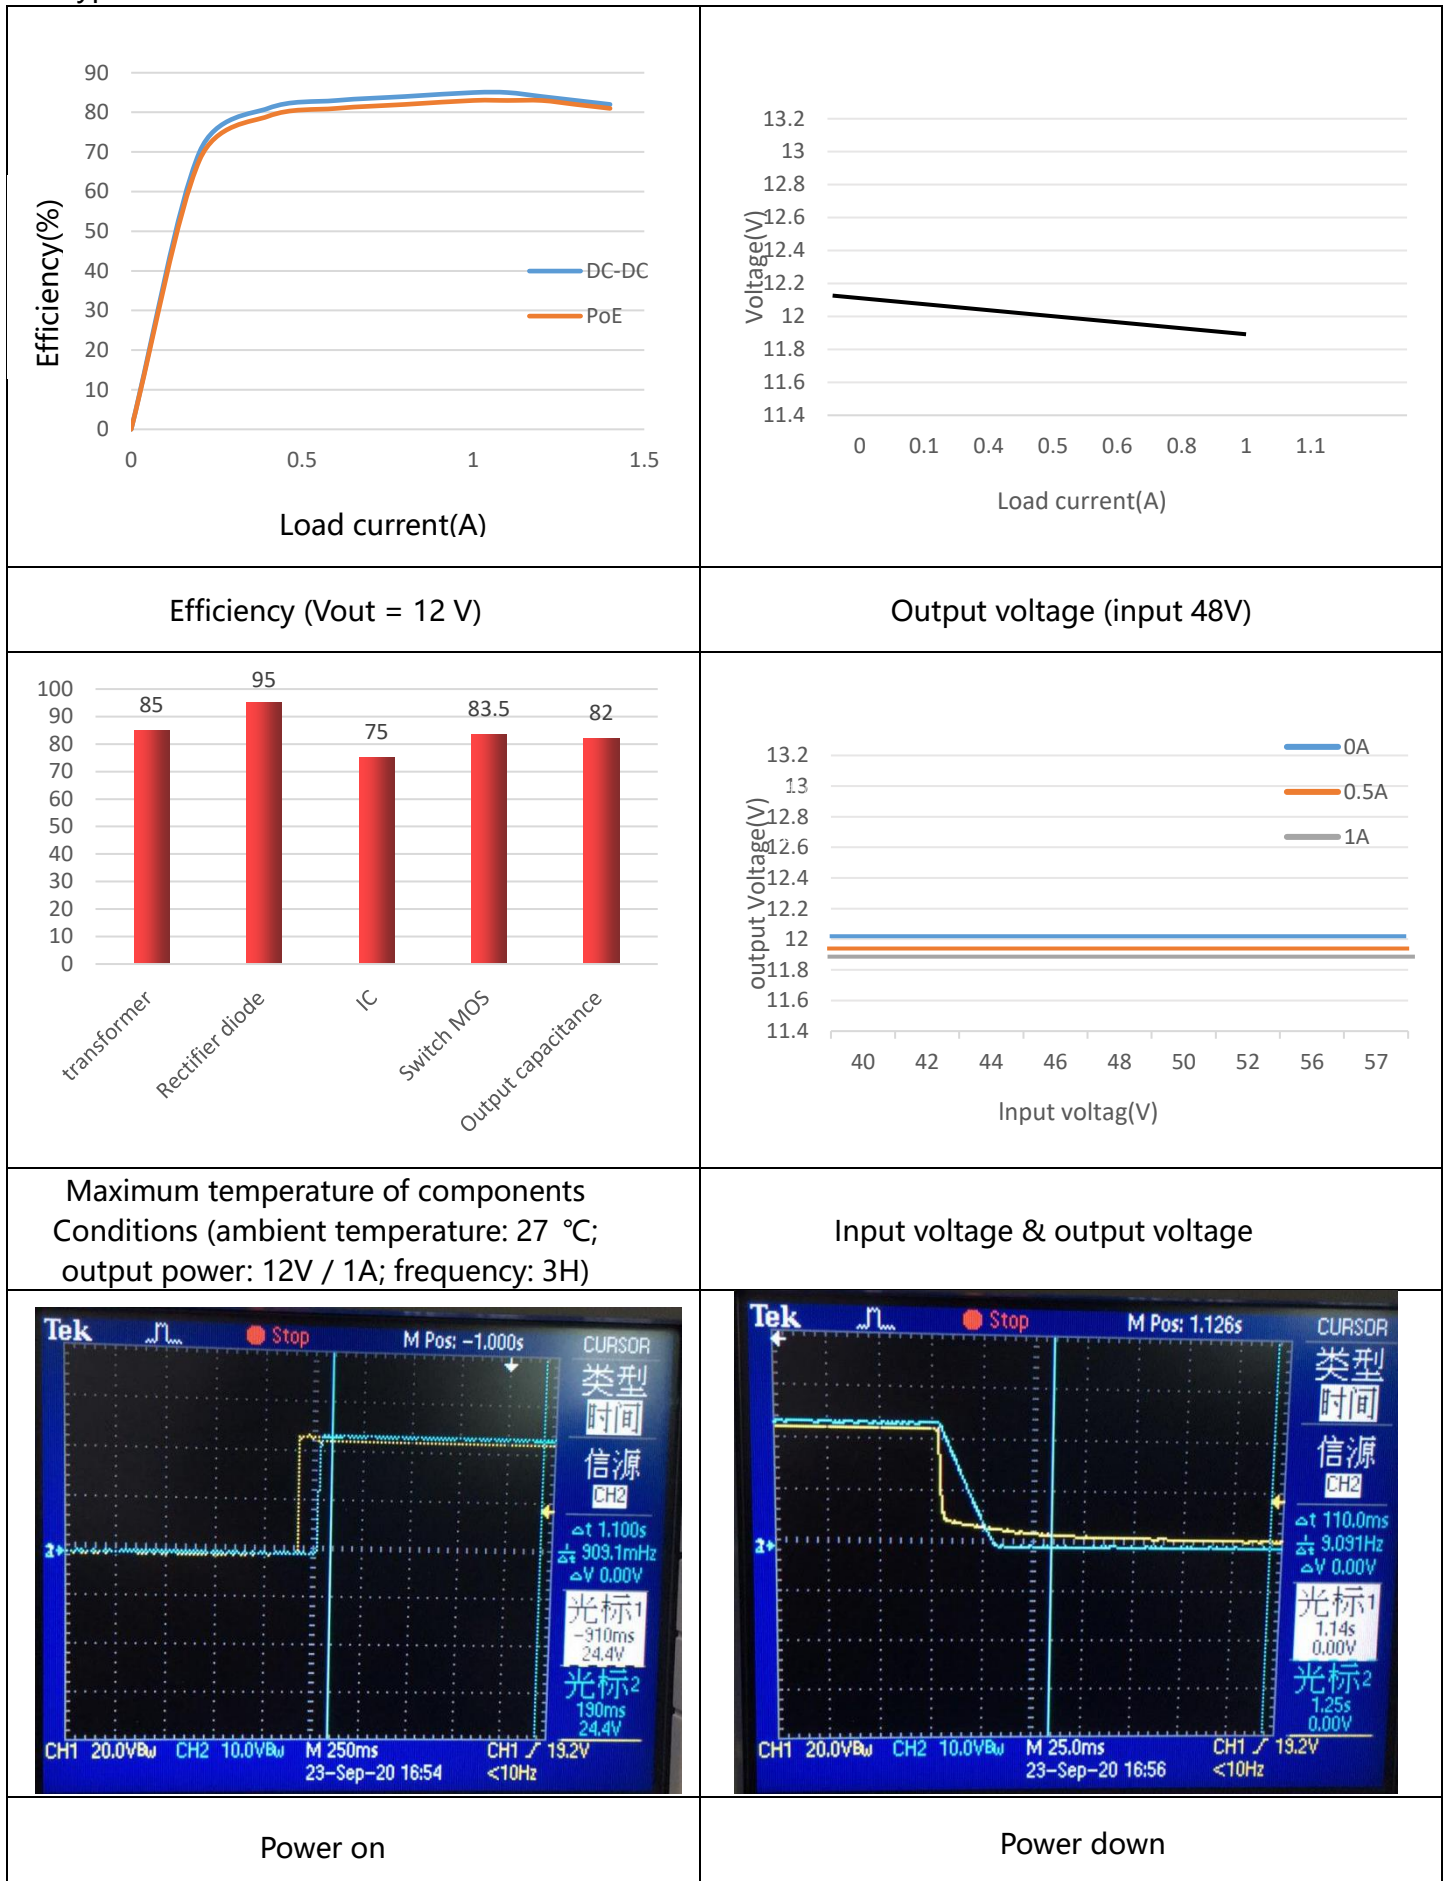 90
80
70
60
50
40
30
20
10
0
Efficiency(%)
DC-DC
PoE
0 0.5 1 1.5
Load current(A)
13.2
13
12.8
12.6
12.4
12.2
12
11.8
11.6
11.4
Voltage(V)
0 0.1 0.4 0.5 0.6 0.8 1 1.1
Load current(A)
Efficiency (Vout = 12 V)
Output voltage (input 48V)
100
90
80
70
60
50
40
30
20
10
0
85 95 75 83.5 82
transformer
Rectifier diode
IC
Switch MOS
Output capacitance
13.2
13
12.8
12.6
12.4
12.2
12
11.8
11.6
11.4
output Voltage(V)
0A
0.5A
1A
40 42 44 46 48 50 52 56 57
Input voltag(V)
Maximum temperature of components
Conditions (ambient temperature: 27 ℃;
output power: 12V / 1A; frequency: 3H)
Input voltage & output voltage
Tek Stop M Pos: -1.000s CURSOR
类型
时间
信源
CH2
△t 1.100s
909.1mHz
△V 0.00V
光标1
-910ms
24.4V
光标2
190ms
24.4V
2
CH1 20.0VBw CH2 10.0VBw M 250ms CH1 19.2V
23-Sep-20 16:54 <10Hz
Tek Stop M Pos: 1.126s CURSOR
类型
时间
信源
CH2
△t 110.0ms
9.091Hz
△V 0.00V
光标1
1.14s
0.00V
光标2
1.25s
0.00V
2
CH1 20.0VBw CH2 10.0VBw M 25.0ms CH1 19.2V
23-Sep-20 16:56 <10Hz
Power on
Power down